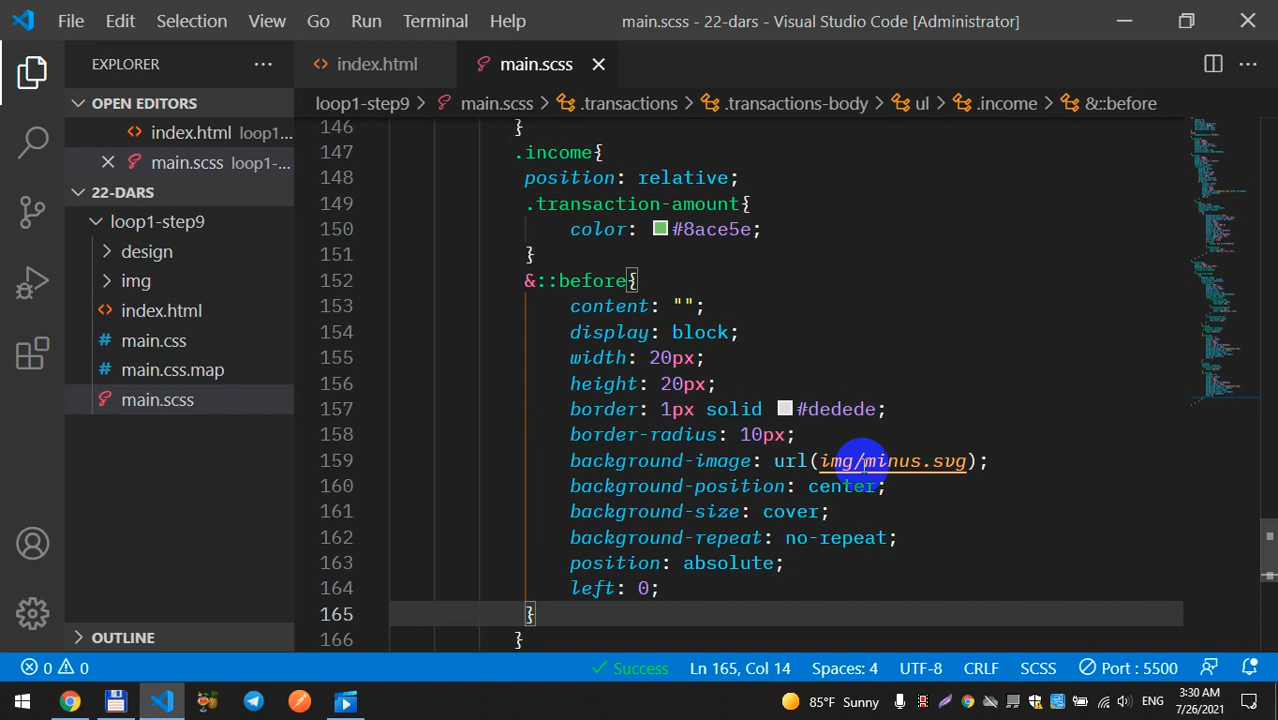 File Edit Selection View Go Run Terminal Help main.scss - 22-dars - Visual Studio Code [Administrator]
EXPLORER
index.html main.scss
OPEN EDITORS
loop1-step9 main.scss .transactions .transactions-body ul .income &::before
index.html loop1...
main.scss loop1-...
22-DARS
loop1-step9
design
img
index.html
main.css
main.css.map
main.scss
OUTLINE
146 }
147 .income{
148 position: relative;
149 .transaction-amount{
150 color: #8ace5e;
151 }
152 &::before{
153 content: "";
154 display: block;
155 width: 20px;
156 height: 20px;
157 border: 1px solid #dedede;
158 border-radius: 10px;
159 background-image: url(img/minus.svg);
160 background-position: center;
161 background-size: cover;
162 background-repeat: no-repeat;
163 position: absolute;
164 left: 0;
165 }
166 }
0 0 Success Ln 165, Col 14 Spaces: 4 UTF-8 CRLF SCSS Port : 5500
85°F Sunny ENG 3:30 AM
7/26/2021